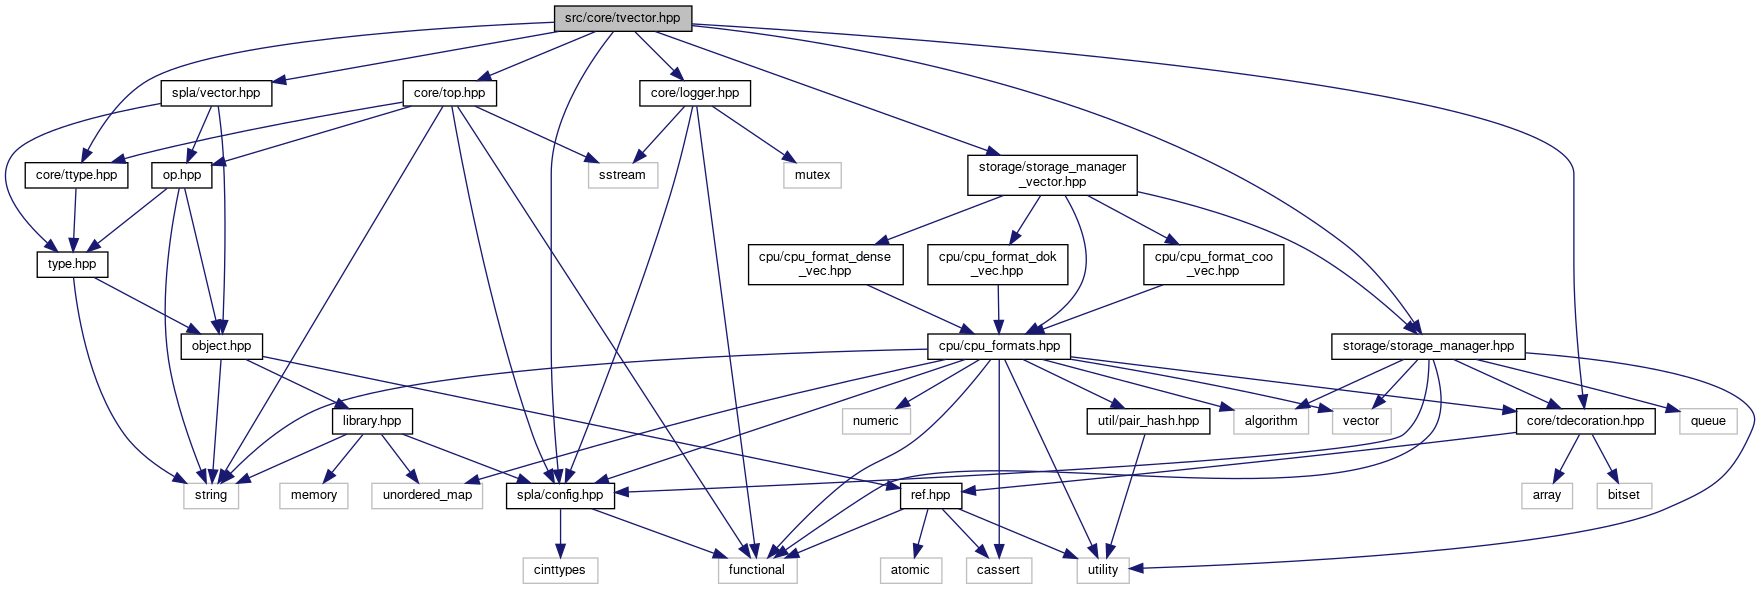 src/core/tvector.hpp
spla/vector.hpp
core/top.hpp
core/logger.hpp
core/ttype.hpp
op.hpp
sstream
mutex
storage/storage_manager
_vector.hpp
type.hpp
cpu/cpu_format_dense
_vec.hpp
cpu/cpu_format_dok
_vec.hpp
cpu/cpu_format_coo
_vec.hpp
object.hpp
cpu/cpu_formats.hpp
storage/storage_manager.hpp
library.hpp
numeric
util/pair_hash.hpp
algorithm
vector
core/tdecoration.hpp
queue
string
memory
unordered_map
spla/config.hpp
ref.hpp
array
bitset
cinttypes
functional
atomic
cassert
utility